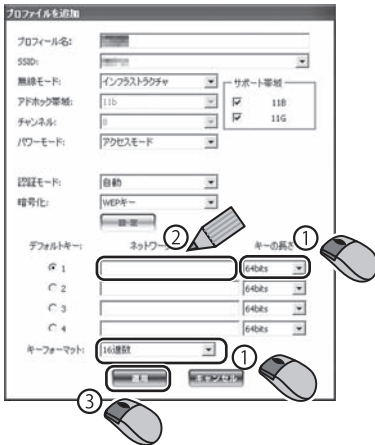 プロファイルを追加
プロフィール名:
SSID:
無線モード: インフラストラクチャ サポート帯域
アドホック帯域: 11b 11B
チャンネル: 11G
パワーモード: アクセスモード
認証モード: 自動
暗号化: WEPキー
設定
デフォルトキー: ネットワー ② キーの長さ ①
1 64bits
2 64bits
3 64bits
4 64bits
キーフォーマット: 16進数 ①
キャンセル
③